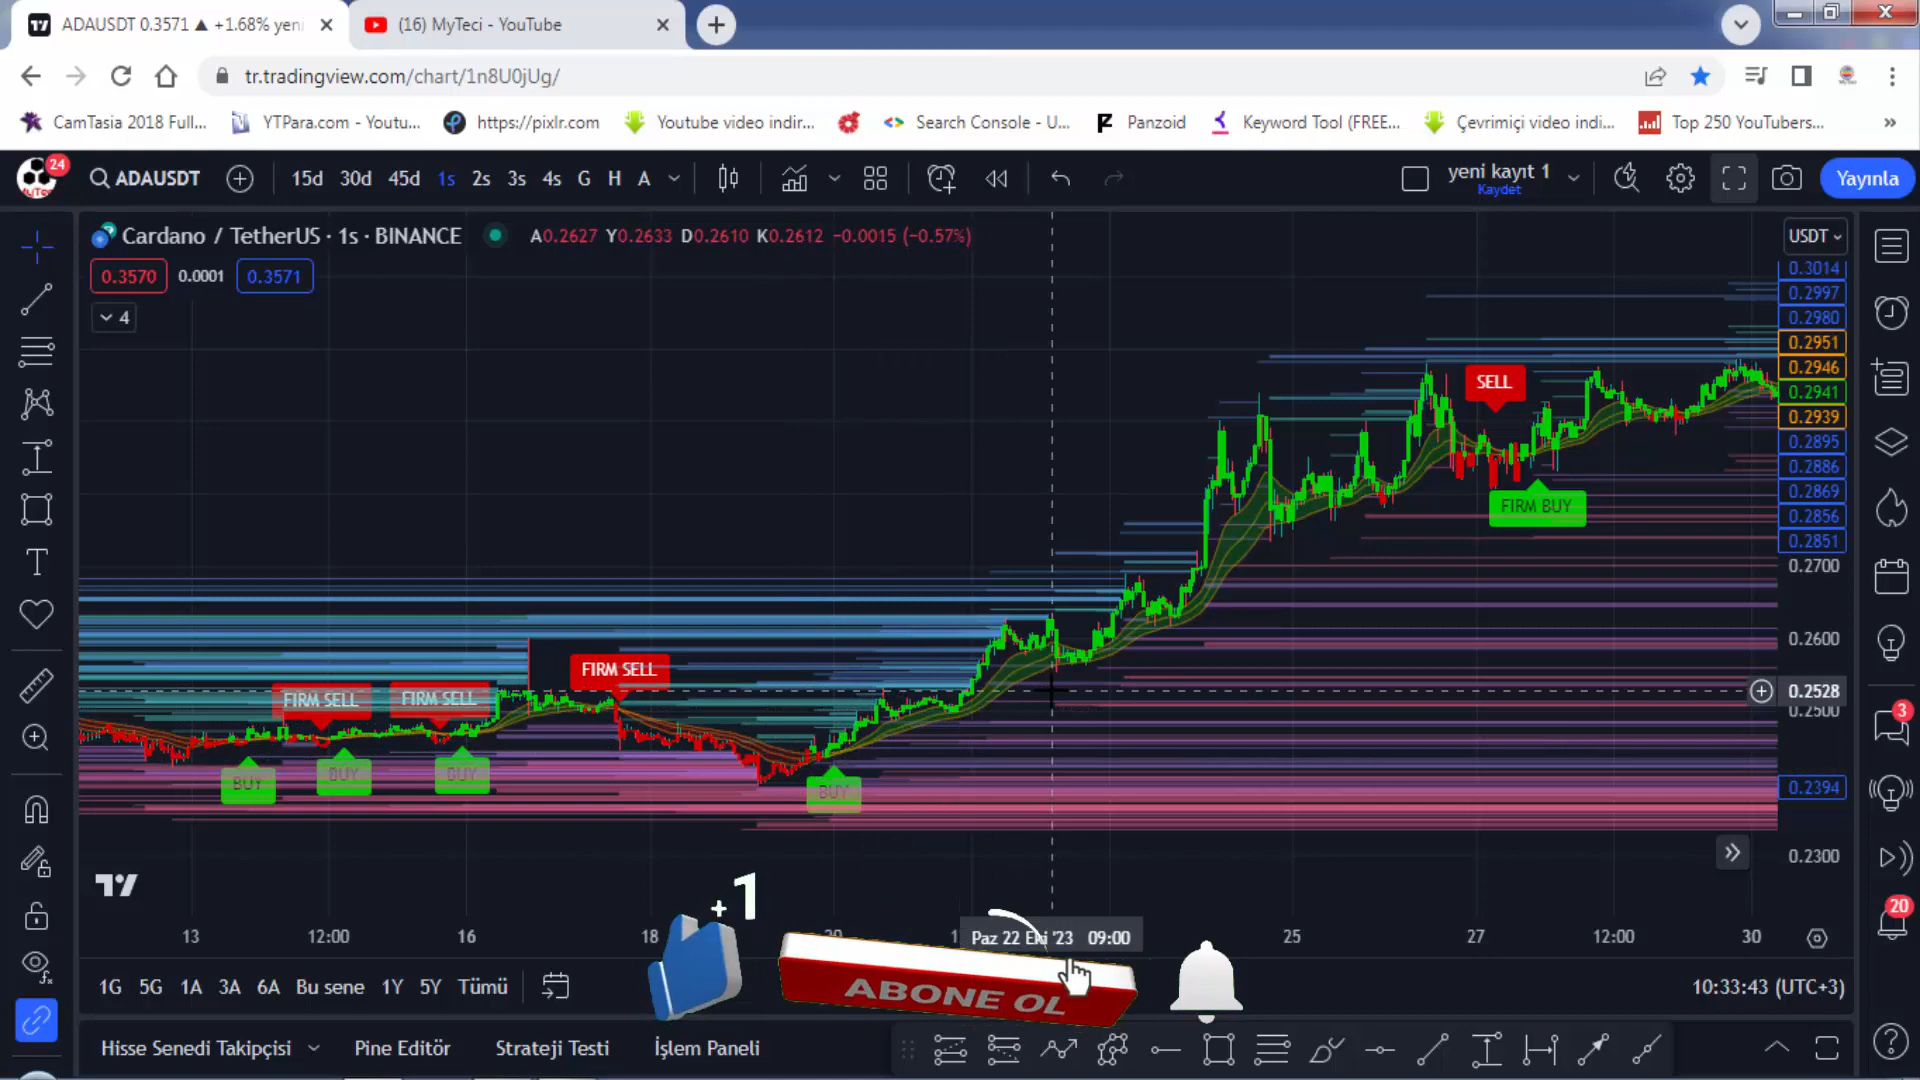 ADAUSDT 0.3571 ▲ +1.68% yeni
(16) MyTeci - YouTube
tr.tradingview.com/chart/1n8U0jUg/
CamTasia 2018 Full...
YTPara.com - Youtu...
https://pixlr.com
Youtube video indir...
Search Console - U...
Panzoid
Keyword Tool (FREE...
Çevrimiçi video indi...
Top 250 YouTubers...
»
24
ADAUSDT
15d 30d 45d 1s 2s 3s 4s G H A
yeni kayıt 1
Kaydet
Yayınla
Cardano / TetherUS · 1s · BINANCE
A0.2627 Y0.2633 D0.2610 K0.2612 −0.0015 (−0.57%)
USDT
0.3570 0.0001 0.3571
4
0.3014
0.2997
0.2980
0.2951
0.2946
0.2941
0.2939
0.2895
0.2886
0.2869
0.2856
0.2851
0.2700
0.2600
0.2528
0.2500
0.2394
0.2300
SELL
FIRM BUY
FIRM SELL
FIRM SELL
FIRM SELL
BUY
BUY
BUY
BUY
3
20
+1
13 12:00 16 18 Paz 22 Eki '23 09:00 25 27 12:00 30
ABONE OL
1G 5G 1A 3A 6A Bu sene 1Y 5Y Tümü
10:33:43 (UTC+3)
Hisse Senedi Takipçisi
Pine Editör
Strateji Testi
İşlem Paneli